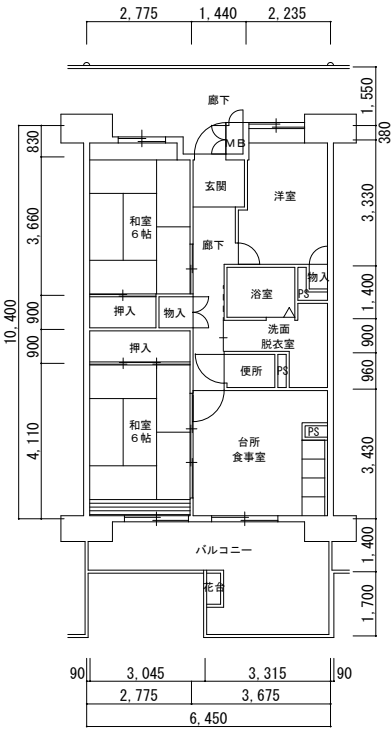 2,775 1,440 2,235
廊下
1,550
380
830
MB
玄関
洋室
3,330
和室
6帖
3,660
廊下
10,400
物入
浴室
PS
1,400
押入
物入
900
洗面
脱衣室
900
押入
900
便所
PS
960
和室
6帖
4,110
台所
食事室
PS
3,430
バルコニー
1,400
花台
1,700
90 3,045 3,315 90
2,775 3,675
6,450